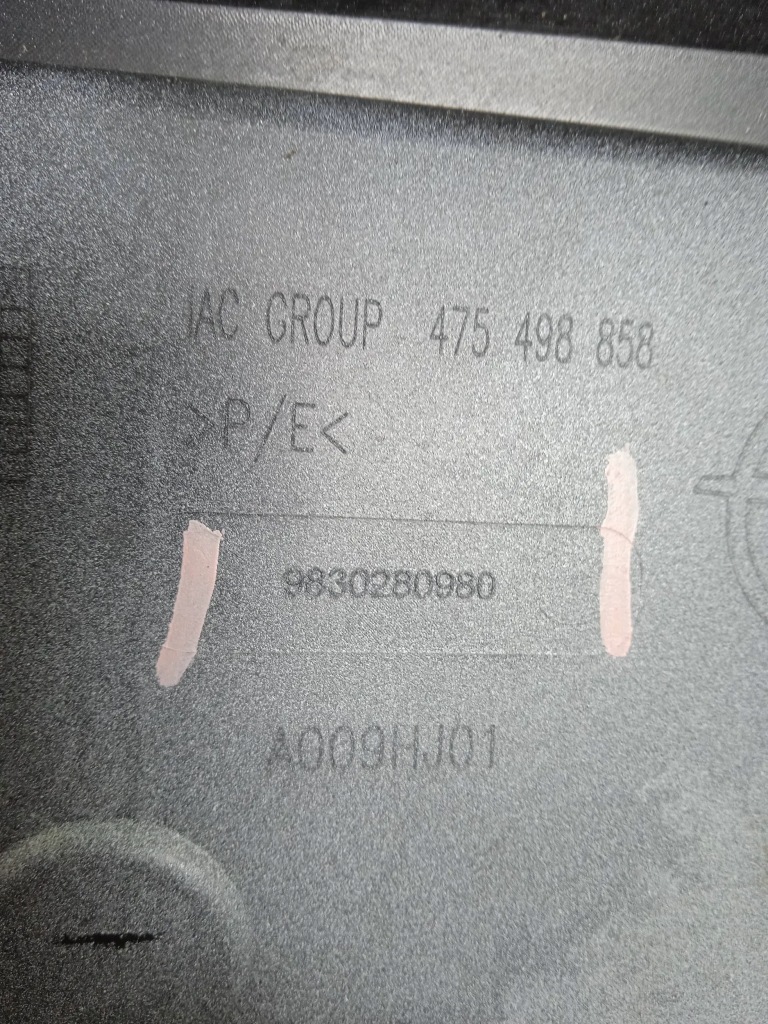 IAC GROUP 475 498 858
>P/E<
9830280980
A009HJ01